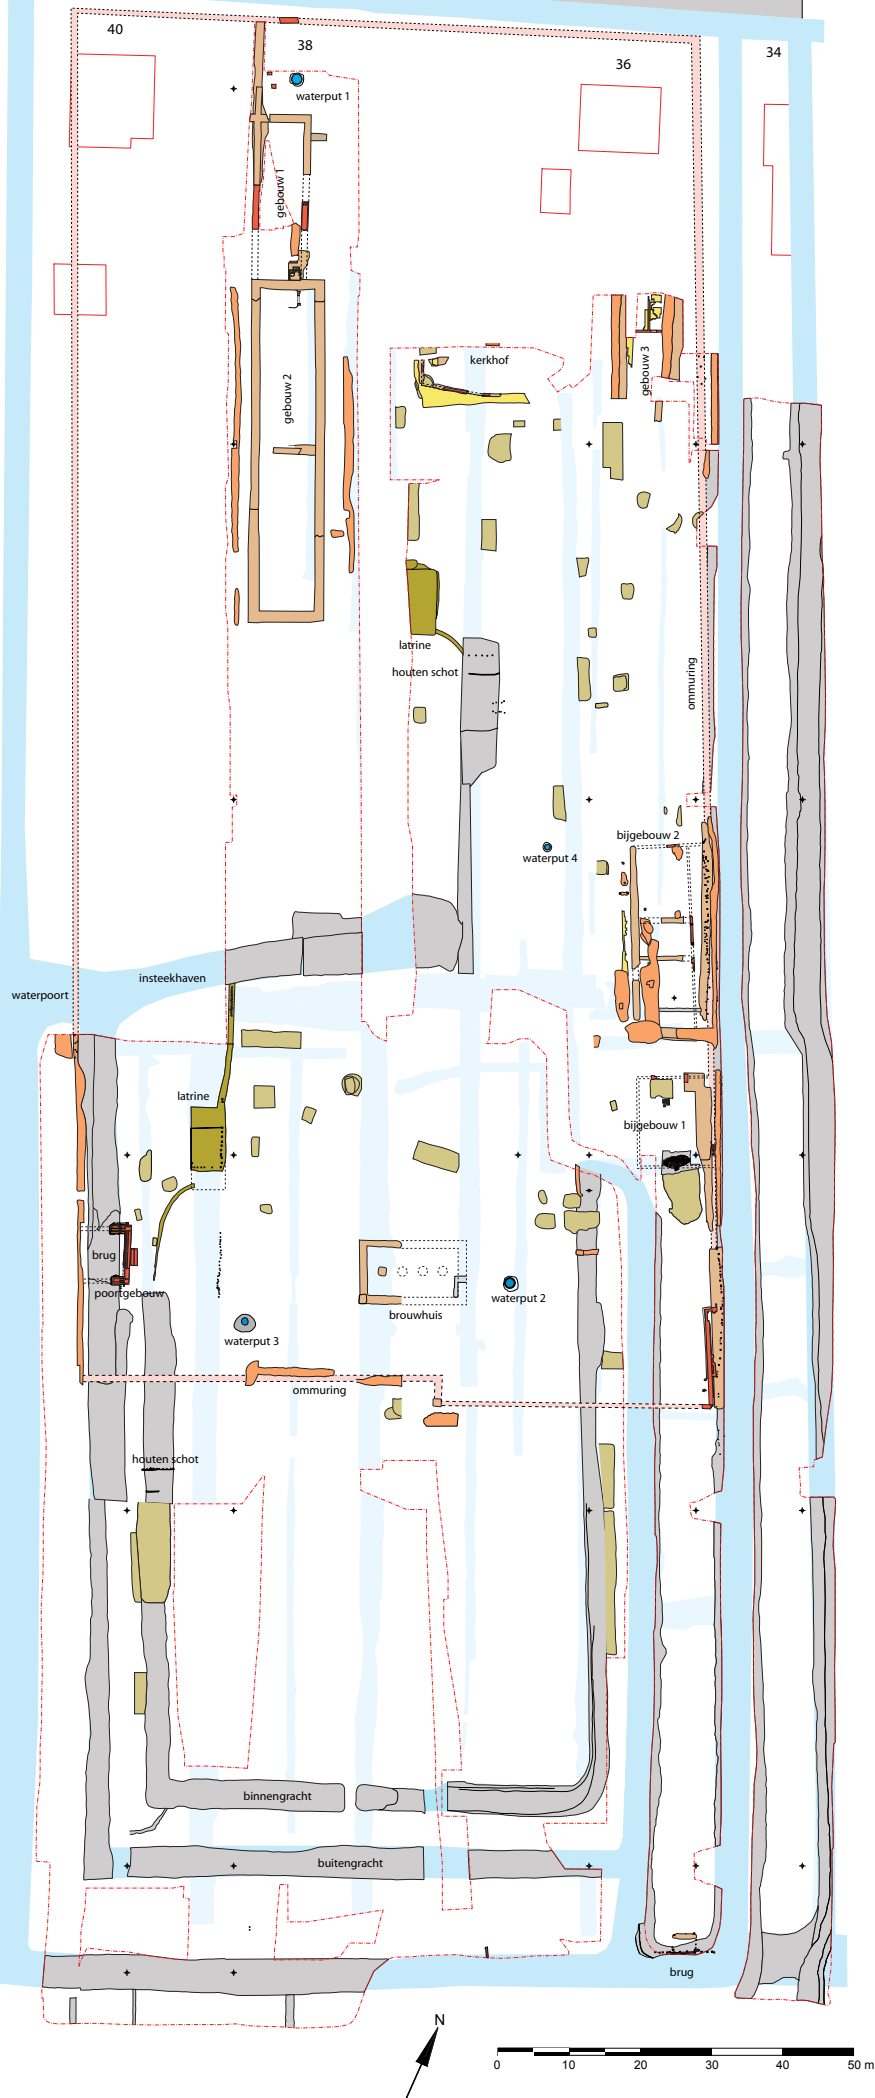 40
38
36
34
waterput 1
gebouw 1
gebouw 2
kerkhof
gebouw 3
latrine
houten schot
ommuring
bijgebouw 2
waterput 4
insteekhaven
waterpoort
latrine
bijgebouw 1
brug
poortgebouw
waterput 2
brouwhuis
waterput 3
ommuring
houten schot
binnengracht
buitengracht
brug
N
0 10 20 30 40 50 m